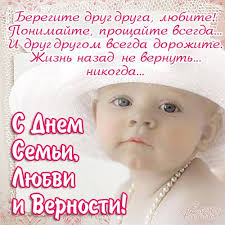 Берегите друг друга, любите!
Понимайте, прощайте всегда...
И друг другом всегда дорожите.
Жизнь назад не вернуть...
никогда...
С Днем
Семьи,
Любви
и Верности!